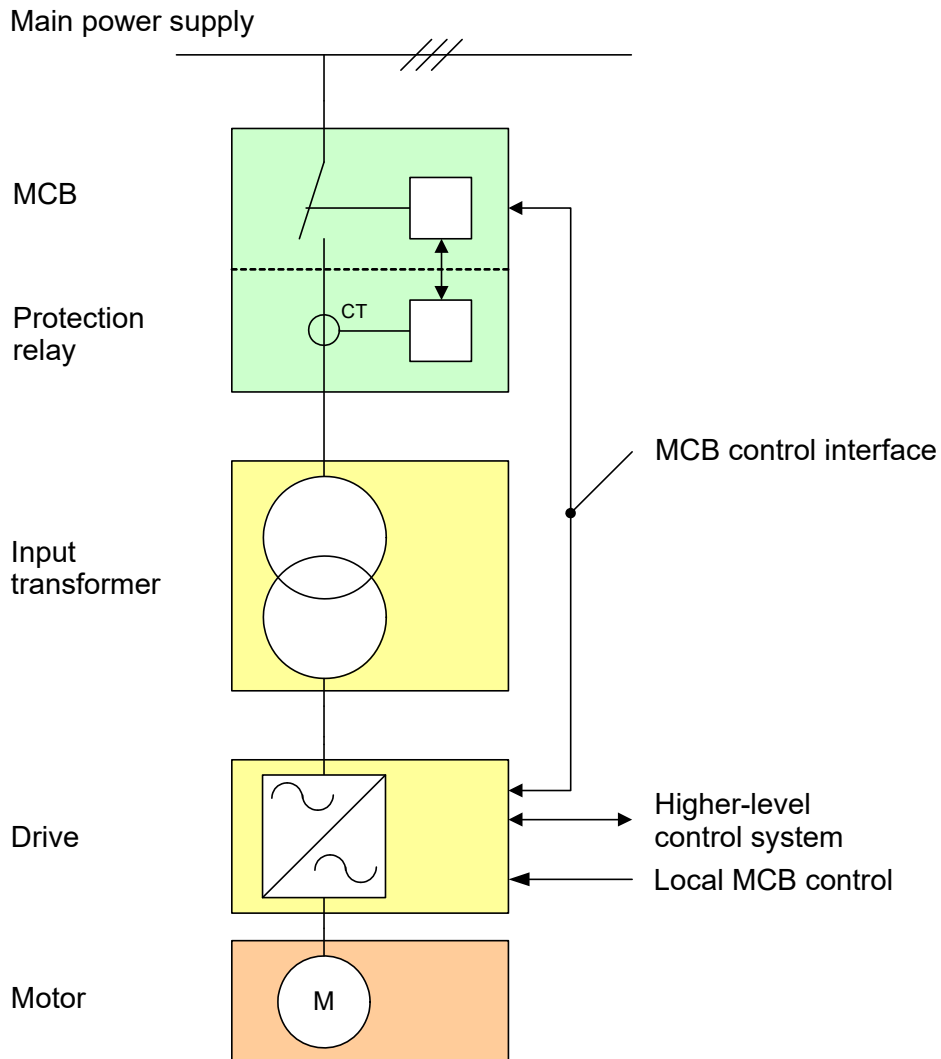 Main power supply
MCB
CT
Protection
relay
MCB control interface
Input
transformer
Higher-level
control system
Drive
Local MCB control
Motor
M